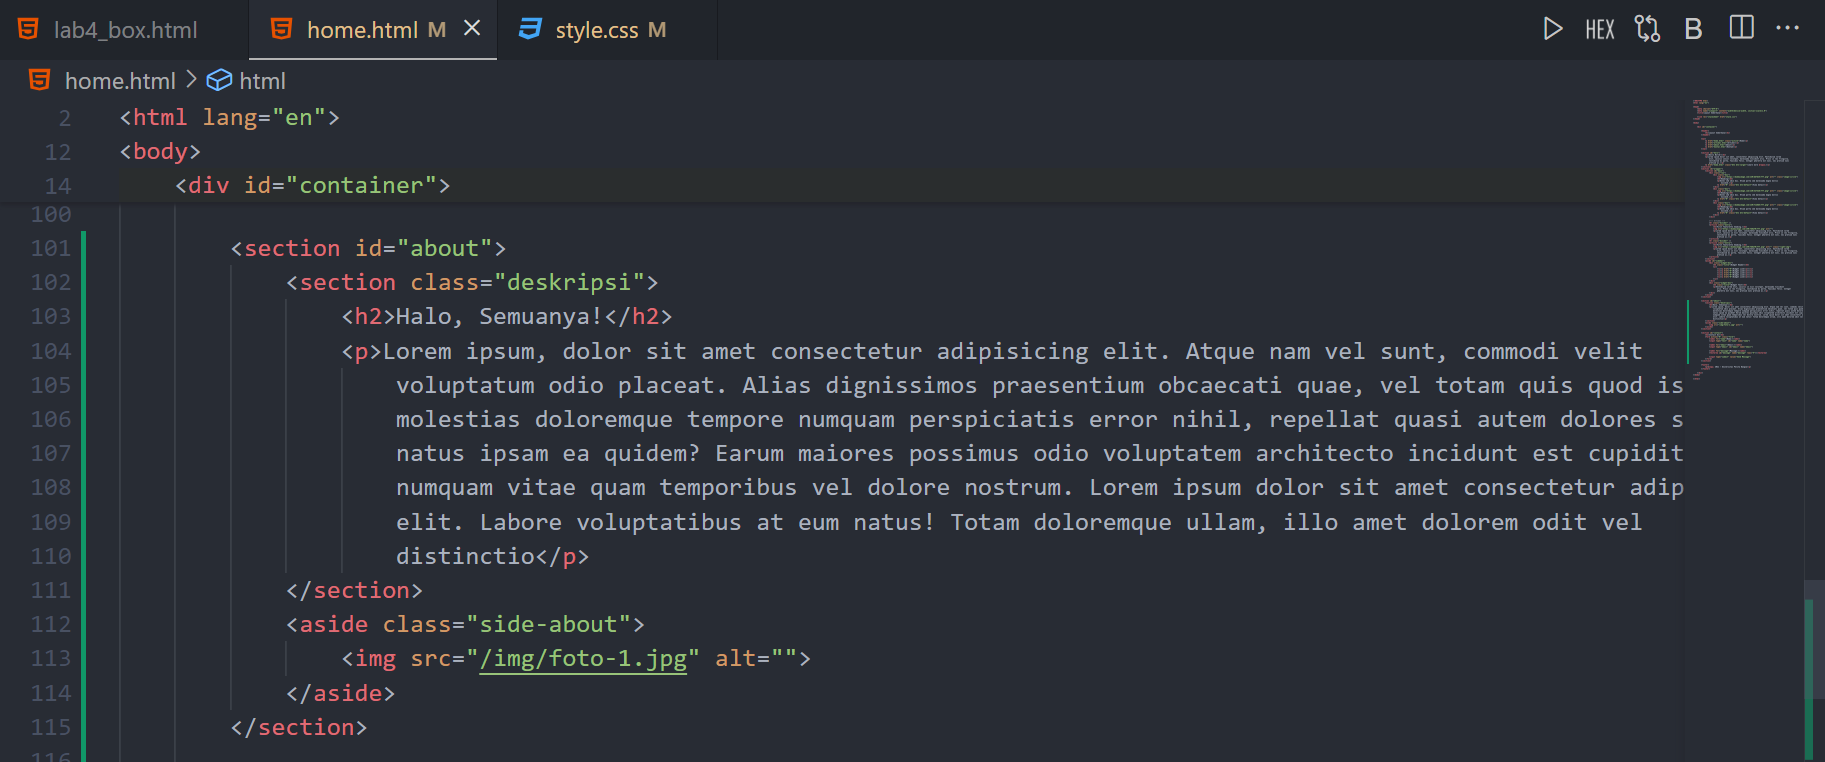 lab4_box.html
home.html M
style.css M
HEX
B
home.html > html
2 <html lang="en">
12 <body>
14 <div id="container">
100
101 <section id="about">
102 <section class="deskripsi">
103 <h2>Halo, Semuanya!</h2>
104 <p>Lorem ipsum, dolor sit amet consectetur adipisicing elit. Atque nam vel sunt, commodi velit
105 voluptatum odio placeat. Alias dignissimos praesentium obcaecati quae, vel totam quis quod is
106 molestias doloremque tempore numquam perspiciatis error nihil, repellat quasi autem dolores s
107 natus ipsam ea quidem? Earum maiores possimus odio voluptatem architecto incidunt est cupidit
108 numquam vitae quam temporibus vel dolore nostrum. Lorem ipsum dolor sit amet consectetur adip
109 elit. Labore voluptatibus at eum natus! Totam doloremque ullam, illo amet dolorem odit vel
110 distinctio</p>
111 </section>
112 <aside class="side-about">
113 <img src="/img/foto-1.jpg" alt="">
114 </aside>
115 </section>
116